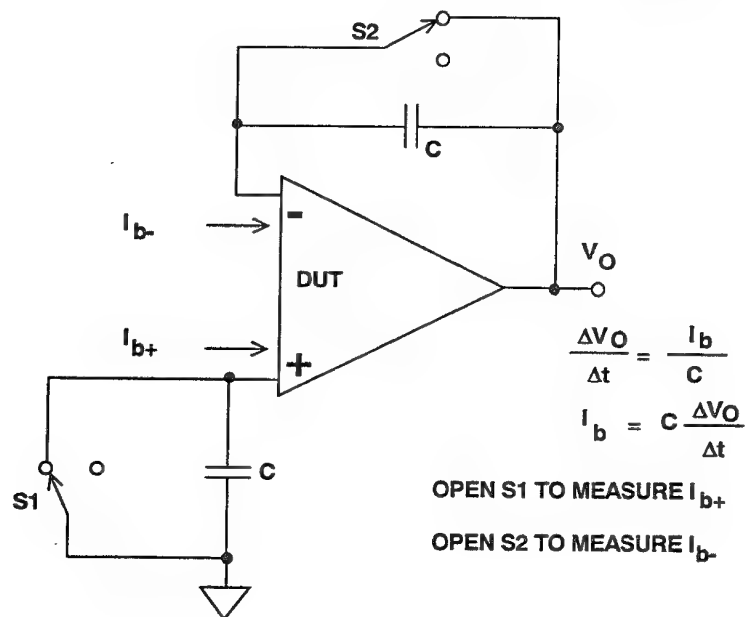 S2
C
I b-
-
DUT
V O
I b+
+
ΔV O / Δt = I b / C
I b = C ΔV O / Δt
C
S1
OPEN S1 TO MEASURE I b+
OPEN S2 TO MEASURE I b-